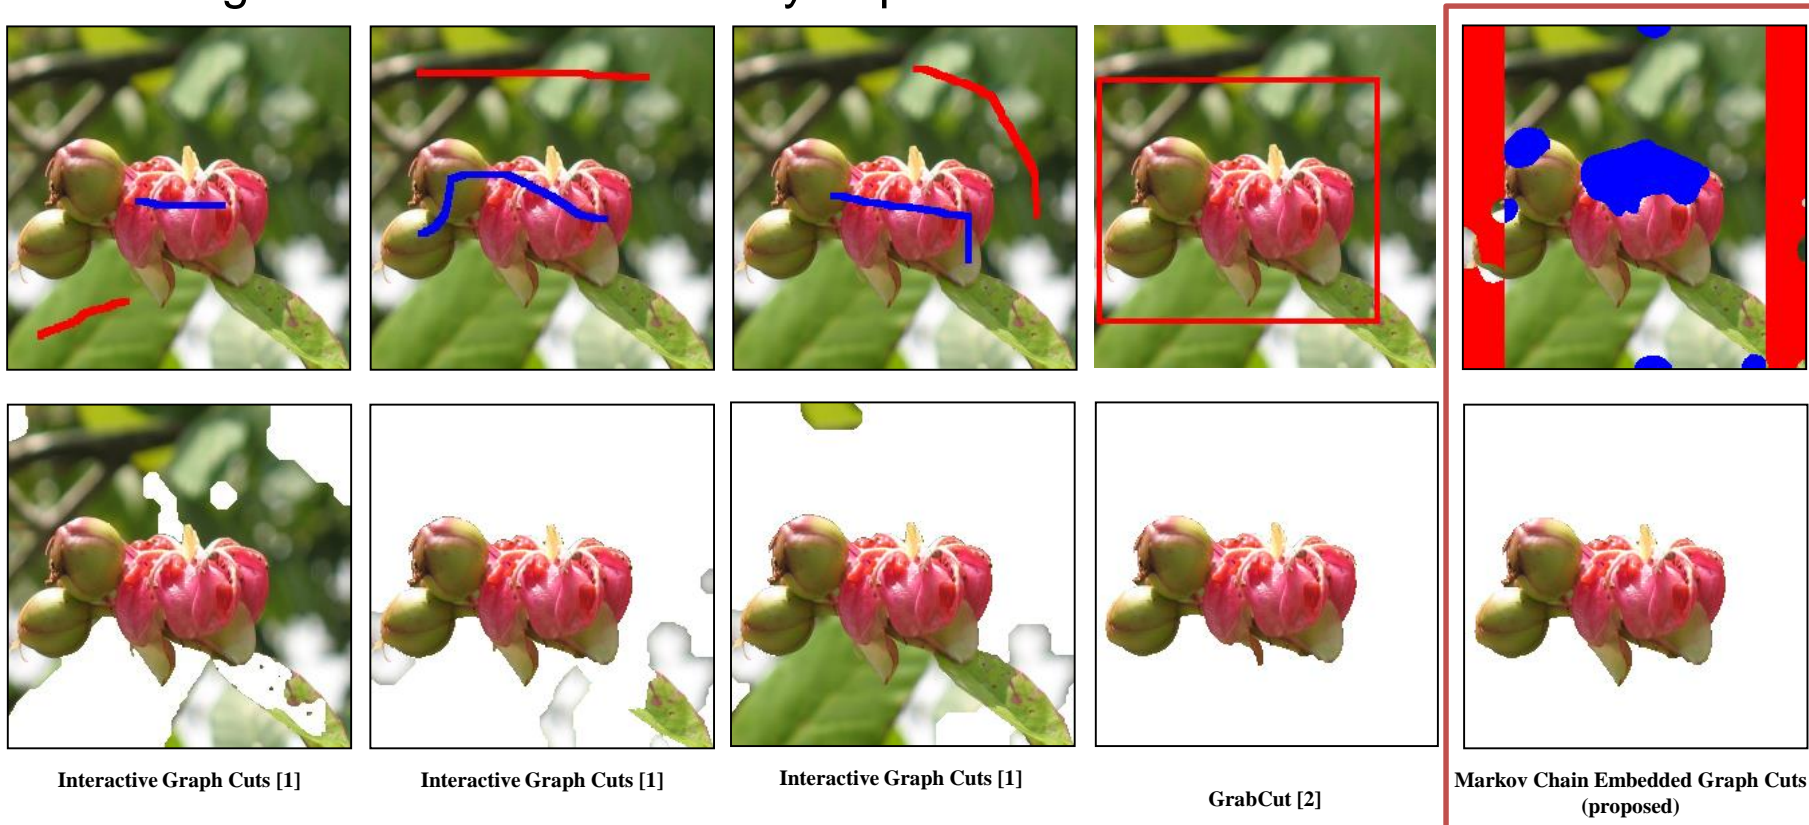 Interactive Graph Cuts [1]
Interactive Graph Cuts [1]
Interactive Graph Cuts [1]
GrabCut [2]
Markov Chain Embedded Graph Cuts
(proposed)